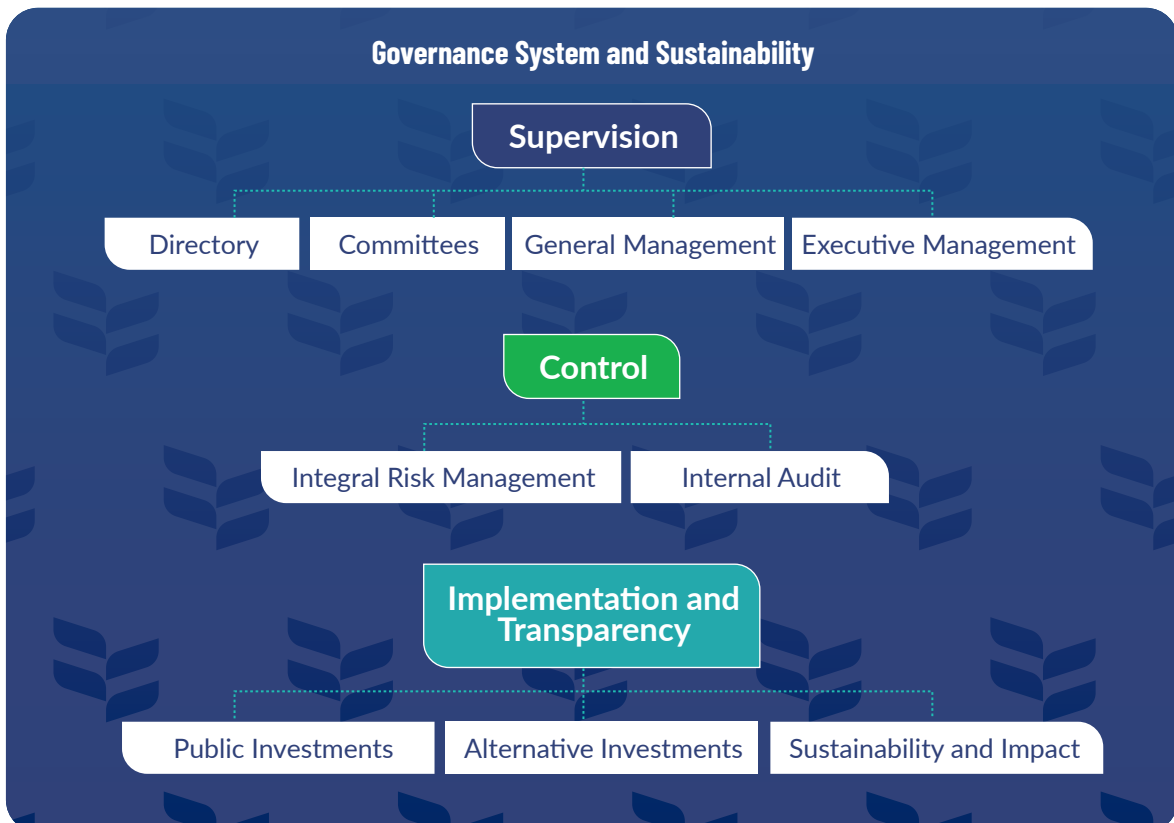 Governance System and Sustainability
Supervision
Directory
Committees
General Management
Executive Management
Control
Integral Risk Management
Internal Audit
Implementation and
Transparency
Public Investments
Alternative Investments
Sustainability and Impact